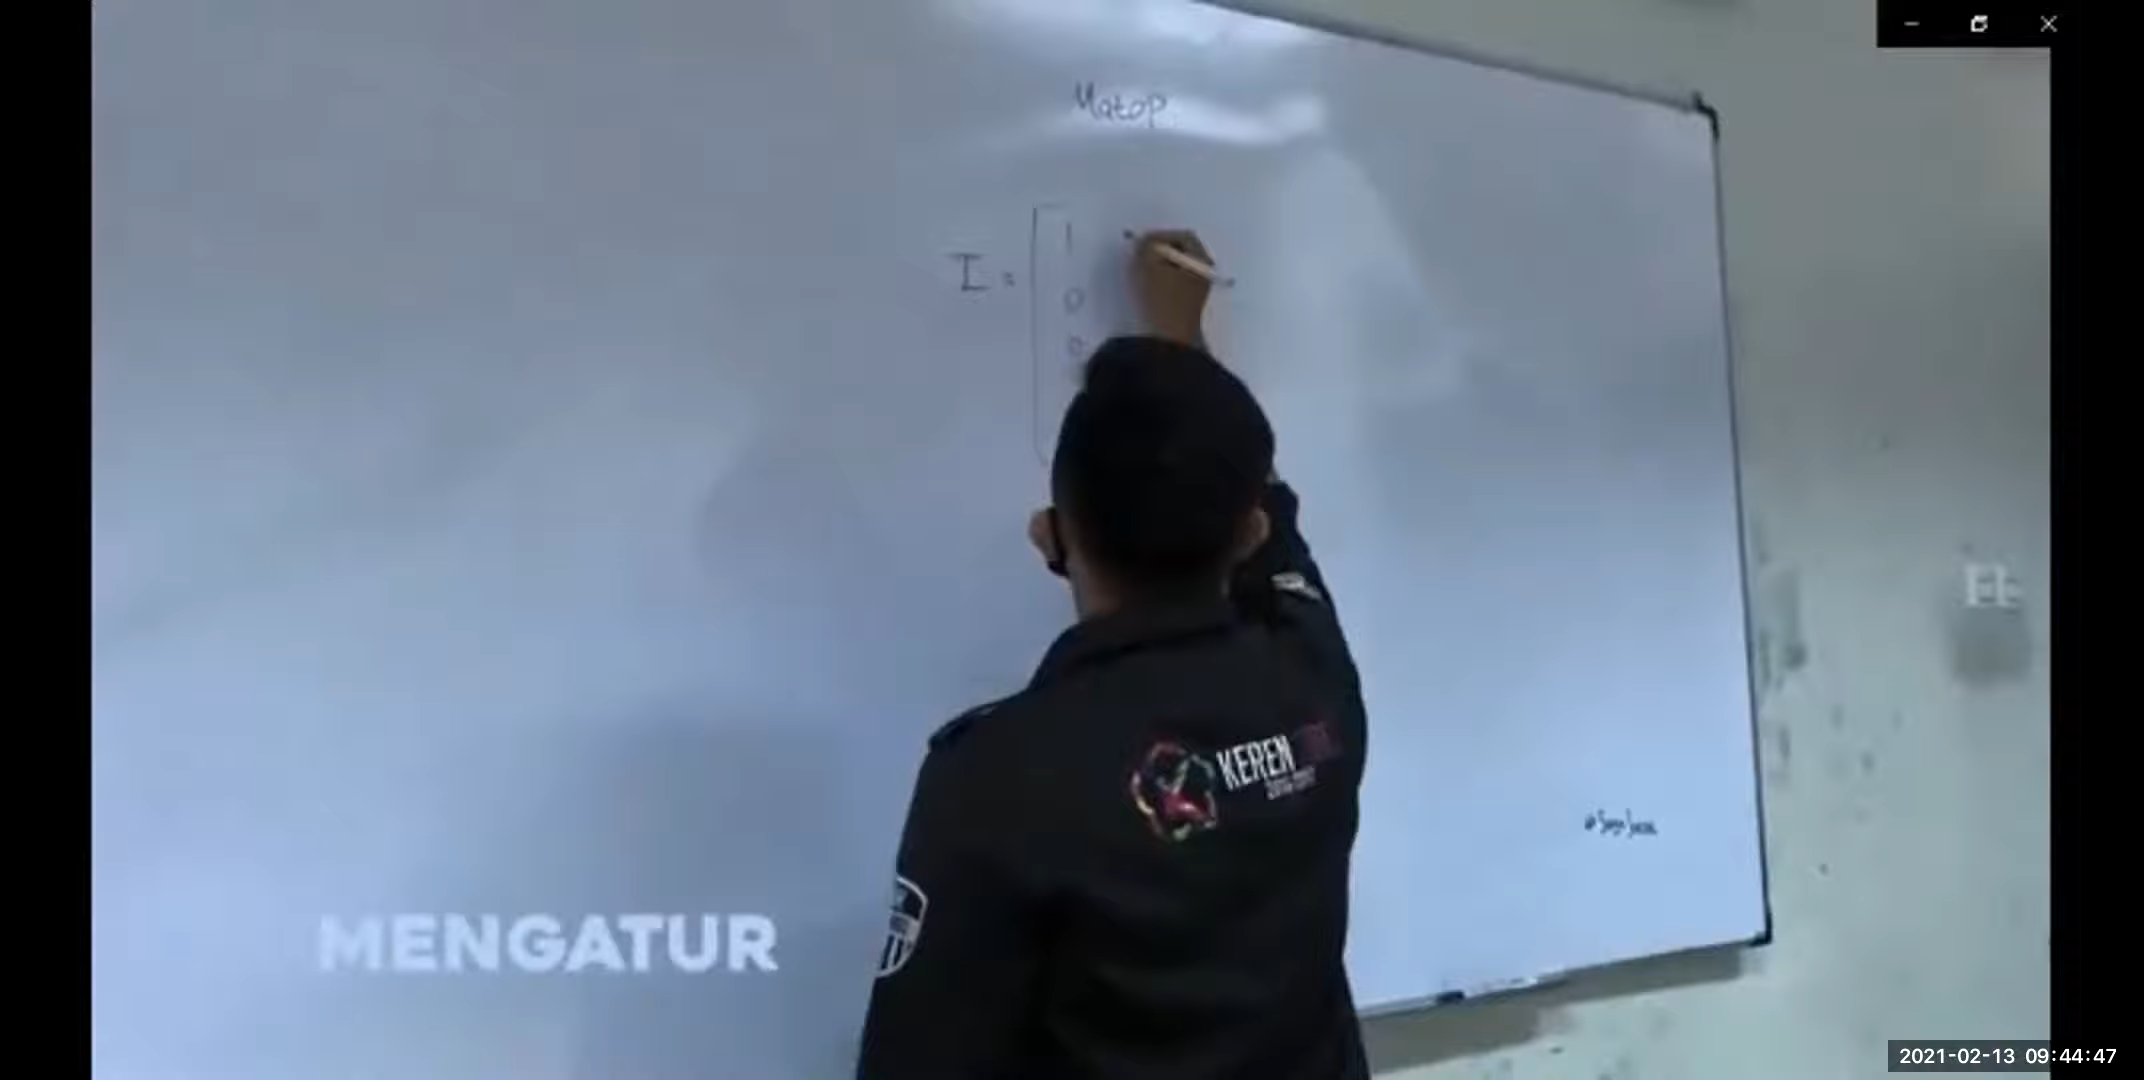 Matop
I = [ 1
0
0
KEREN
MENGATUR
2021-02-13 09:44:47